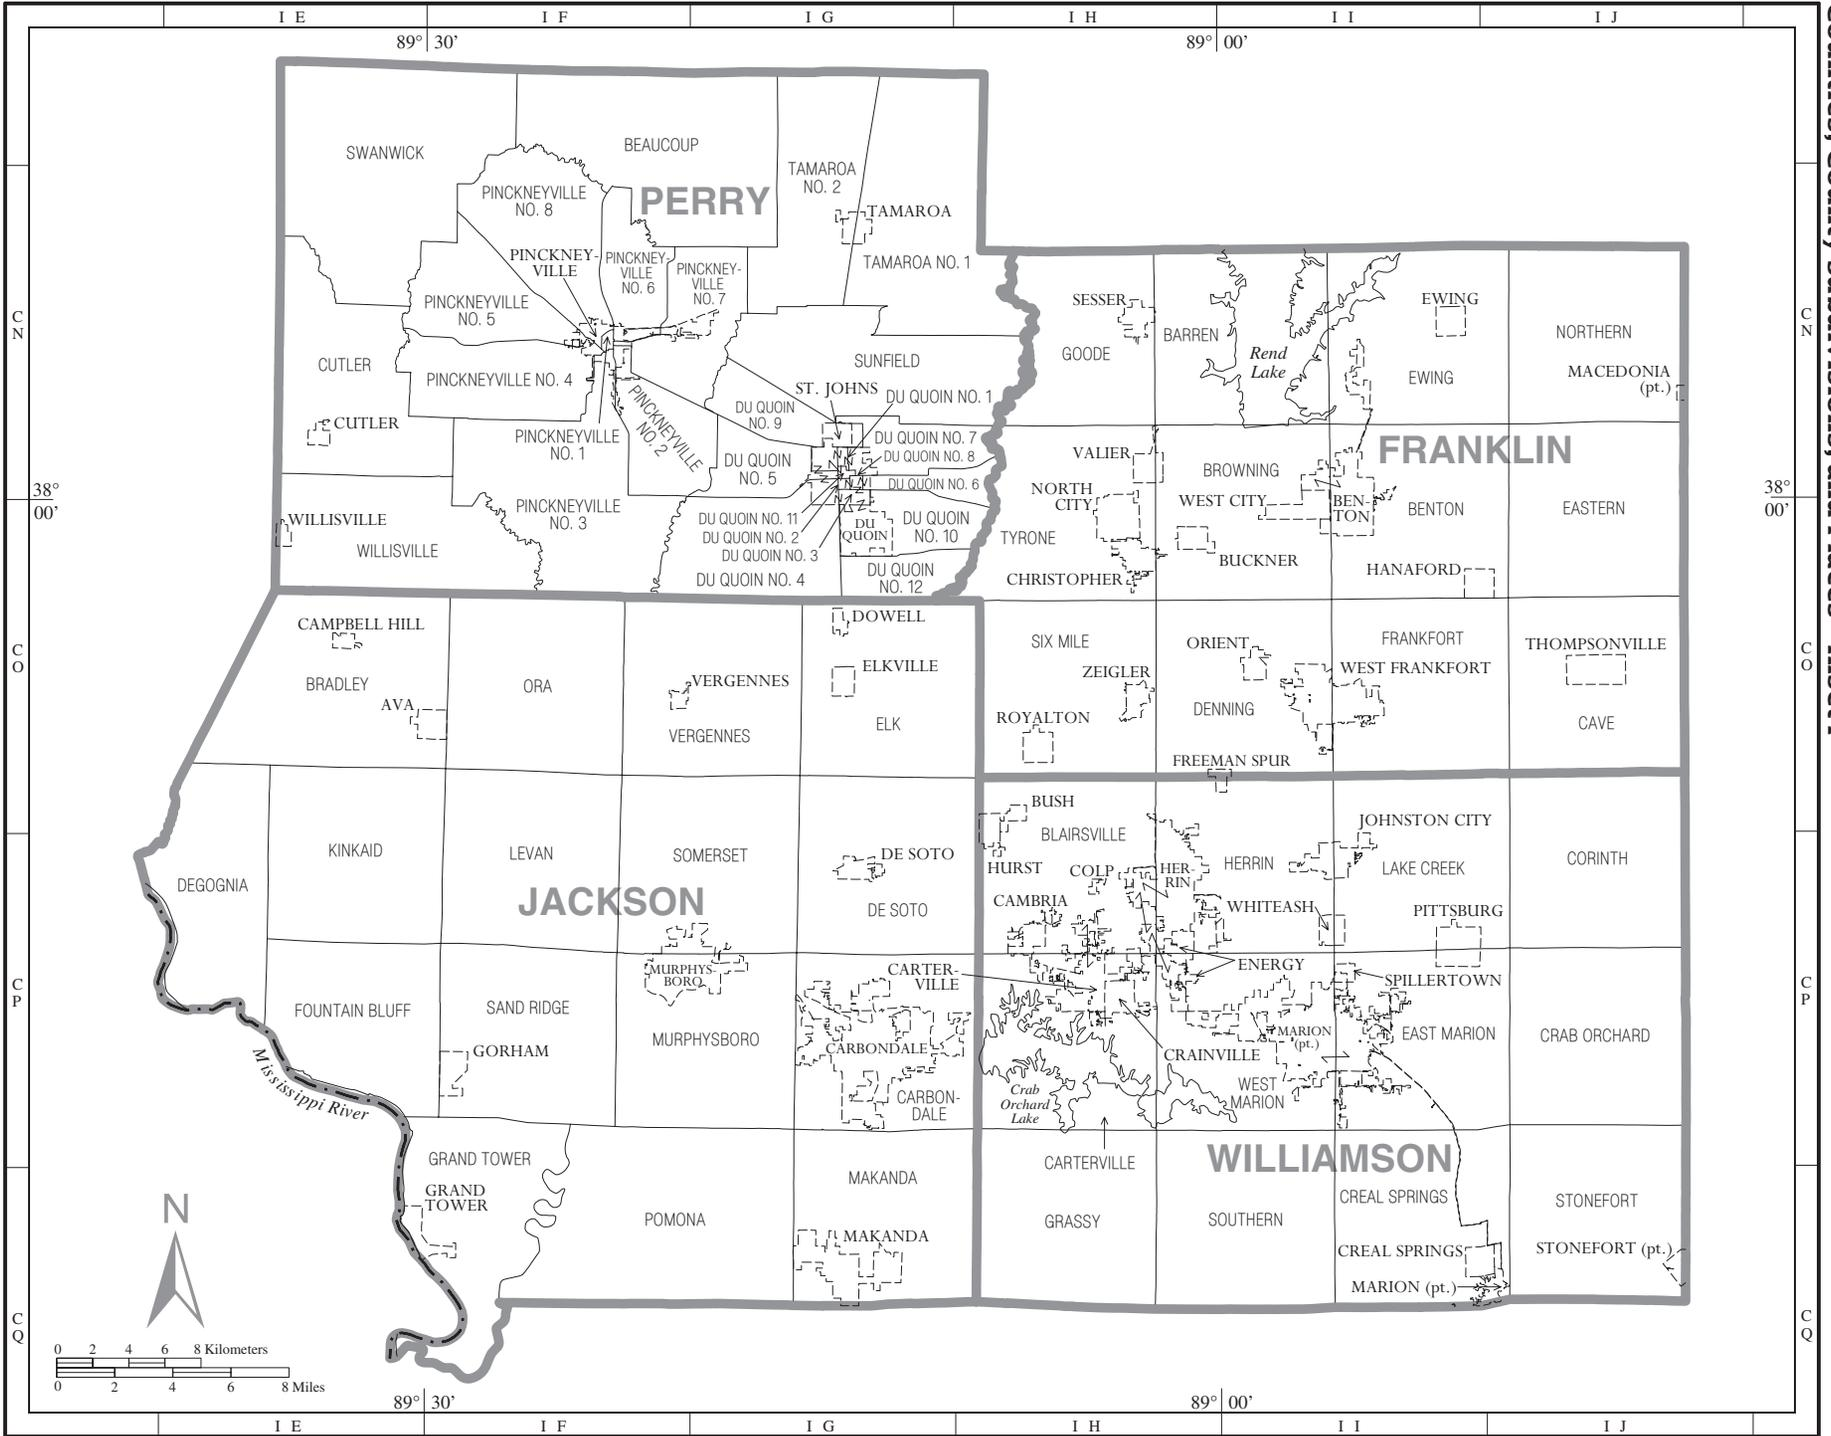 I E
I F
I G
I H
I I
I J
89° 30'
89° 00'
SWANWICK
BEAUCOUP
TAMAROA
NO. 2
PINCKNEYVILLE
NO. 8
PERRY
TAMAROA
TAMAROA NO. 1
PINCKNEY-
VILLE
PINCKNEY-
VILLE
NO. 6
PINCKNEY-
VILLE
NO. 7
PINCKNEYVILLE
NO. 5
C
N
CUTLER
PINCKNEYVILLE NO. 4
SUNFIELD
ST. JOHNS
DU QUOIN NO. 1
CUTLER
PINCKNEYVILLE
NO. 1
PINCKNEYVILLE
NO. 2
DU QUOIN
NO. 9
DU QUOIN NO. 7
DU QUOIN NO. 8
DU QUOIN
NO. 5
DU QUOIN NO. 6
38°
00'
WILLISVILLE
WILLISVILLE
PINCKNEYVILLE
NO. 3
DU QUOIN NO. 11
DU QUOIN NO. 2
DU QUOIN NO. 3
DU
QUOIN
DU QUOIN
NO. 10
DU QUOIN NO. 4
DU QUOIN
NO. 12
SESSER
BARREN
GOODE
Rend
Lake
EWING
EWING
NORTHERN
MACEDONIA
(pt.)
C
N
FRANKLIN
VALIER
BROWNING
NORTH
CITY
WEST CITY
BEN-
TON
BENTON
EASTERN
38°
00'
TYRONE
BUCKNER
CHRISTOPHER
HANAFORD
SIX MILE
ORIENT
FRANKFORT
THOMPSONVILLE
ZEIGLER
WEST FRANKFORT
ROYALTON
DENNING
CAVE
FREEMAN SPUR
C
O
C
O
CAMPBELL HILL
DOWELL
ELKVILLE
BRADLEY
ORA
VERGENNES
AVA
VERGENNES
ELK
KINKAID
LEVAN
SOMERSET
DE SOTO
DEGOGNIA
JACKSON
DE SOTO
MURPHYS-
BORO
FOUNTAIN BLUFF
SAND RIDGE
MURPHYSBORO
GORHAM
CARBONDALE
CARBON-
DALE
Mississippi River
C
P
C
P
GRAND TOWER
GRAND
TOWER
POMONA
MAKANDA
MAKANDA
BUSH
BLAIRSVILLE
JOHNSTON CITY
HURST
COLP
HER-
RIN
HERRIN
LAKE CREEK
CORINTH
CAMBRIA
WHITEASH
PITTSBURG
CARTER-
VILLE
ENERGY
SPILLERTOWN
MARION
(pt.)
EAST MARION
CRAB ORCHARD
CRAINVILLE
Crab
Orchard
Lake
WEST
MARION
CARTERVILLE
WILLIAMSON
CREAL SPRINGS
STONEFORT
GRASSY
SOUTHERN
CREAL SPRINGS
STONEFORT (pt.)
MARION (pt.)
N
C
Q
C
Q
0 2 4 6 8 Kilometers
0 2 4 6 8 Miles
89° 30'
89° 00'
I E
I F
I G
I H
I I
I J